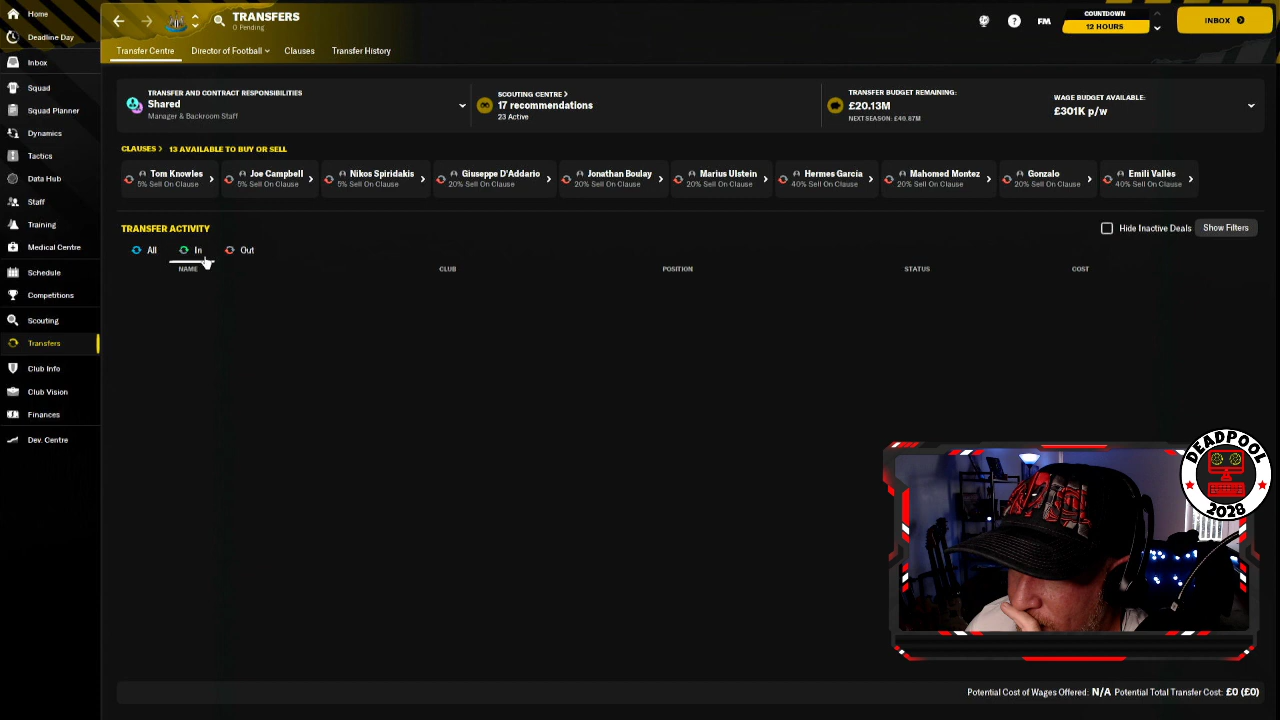 Home
Deadline Day
Inbox
Squad
Squad Planner
Dynamics
Tactics
Data Hub
Staff
Training
Medical Centre
Schedule
Competitions
Scouting
Transfers
Club Info
Club Vision
Finances
Dev. Centre
TRANSFERS
0 Pending
FM
COUNTDOWN
12 HOURS
INBOX
Transfer Centre
Director of Football
Clauses
Transfer History
TRANSFER AND CONTRACT RESPONSIBILITIES
Shared
Manager & Backroom Staff
SCOUTING CENTRE >
17 recommendations
23 Active
TRANSFER BUDGET REMAINING:
£20.13M
NEXT SEASON: £40.87M
WAGE BUDGET AVAILABLE:
£301K p/w
CLAUSES > 13 AVAILABLE TO BUY OR SELL
Tom Knowles
5% Sell On Clause
Joe Campbell
5% Sell On Clause
Nikos Spiridakis
5% Sell On Clause
Giuseppe D'Addario
20% Sell On Clause
Jonathan Boulay
20% Sell On Clause
Marius Ulstein
20% Sell On Clause
Hermes Garcia
40% Sell On Clause
Mahomed Montez
20% Sell On Clause
Gonzalo
20% Sell On Clause
Emili Vallés
40% Sell On Clause
TRANSFER ACTIVITY
Hide Inactive Deals
Show Filters
All
In
Out
NAME
CLUB
POSITION
STATUS
COST
DEADPOOL
2028
Potential Cost of Wages Offered: N/A Potential Total Transfer Cost: £0 (£0)